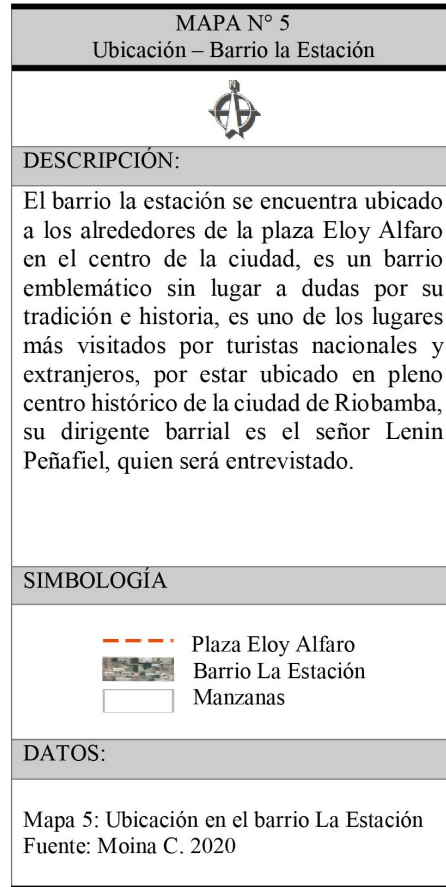 MAPA N° 5
Ubicación – Barrio la Estación
N
DESCRIPCIÓN:
El barrio la estación se encuentra ubicado
a los alrededores de la plaza Eloy Alfaro
en el centro de la ciudad, es un barrio
emblemático sin lugar a dudas por su
tradición e historia, es uno de los lugares
más visitados por turistas nacionales y
extranjeros, por estar ubicado en pleno
centro histórico de la ciudad de Riobamba,
su dirigente barrial es el señor Lenin
Peñafiel, quien será entrevistado.
SIMBOLOGÍA
Plaza Eloy Alfaro
Barrio La Estación
Manzanas
DATOS:
Mapa 5: Ubicación en el barrio La Estación
Fuente: Moina C. 2020